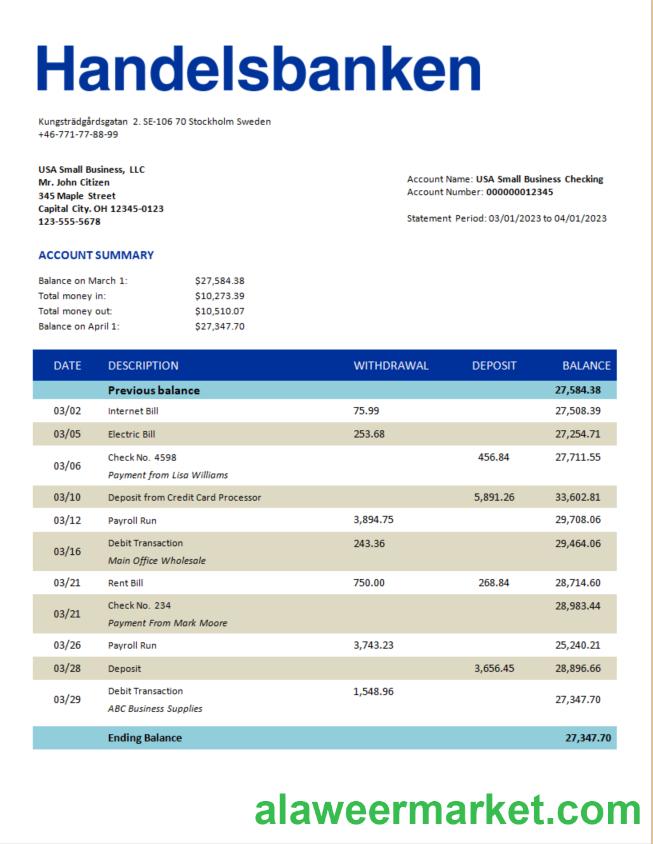 Handelsbanken
Kungsträdgårdsgatan 2. SE-106 70 Stockholm Sweden
+46-771-77-88-99
USA Small Business, LLC
Mr. John Citizen
345 Maple Street
Capital City. OH 12345-0123
123-555-5678
Account Name: USA Small Business Checking
Account Number: 000000012345
Statement Period: 03/01/2023 to 04/01/2023
ACCOUNT SUMMARY
Balance on March 1: $27,584.38
Total money in: $10,273.39
Total money out: $10,510.07
Balance on April 1: $27,347.70
DATE DESCRIPTION WITHDRAWAL DEPOSIT BALANCE
Previous balance 27,584.38
03/02 Internet Bill 75.99 27,508.39
03/05 Electric Bill 253.68 27,254.71
03/06 Check No. 4598 456.84 27,711.55
Payment from Lisa Williams
03/10 Deposit from Credit Card Processor 5,891.26 33,602.81
03/12 Payroll Run 3,894.75 29,708.06
03/16 Debit Transaction 243.36 29,464.06
Main Office Wholesale
03/21 Rent Bill 750.00 268.84 28,714.60
03/21 Check No. 234 28,983.44
Payment From Mark Moore
03/26 Payroll Run 3,743.23 25,240.21
03/28 Deposit 3,656.45 28,896.66
03/29 Debit Transaction 1,548.96 27,347.70
ABC Business Supplies
Ending Balance 27,347.70
alaweermarket.com